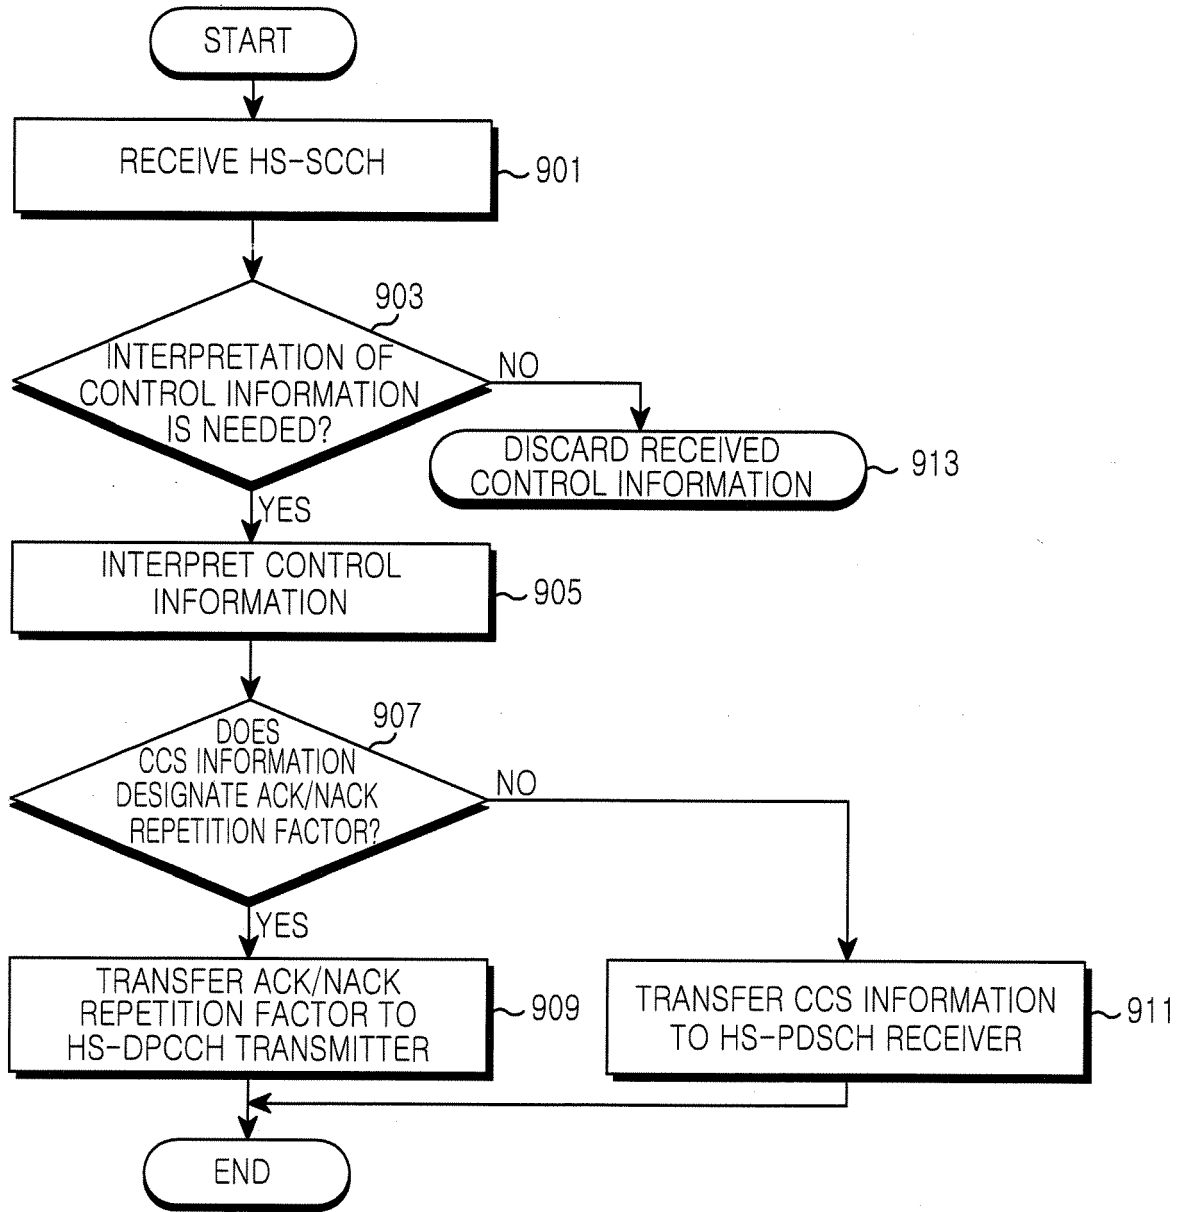 START
RECEIVE HS-SCCH
901
903
INTERPRETATION OF
CONTROL INFORMATION
IS NEEDED?
NO
DISCARD RECEIVED
CONTROL INFORMATION
913
YES
INTERPRET CONTROL
INFORMATION
905
907
DOES
CCS INFORMATION
DESIGNATE ACK/NACK
REPETITION FACTOR?
NO
YES
TRANSFER ACK/NACK
REPETITION FACTOR TO
HS-DPCCH TRANSMITTER
909
TRANSFER CCS INFORMATION
TO HS-PDSCH RECEIVER
911
END